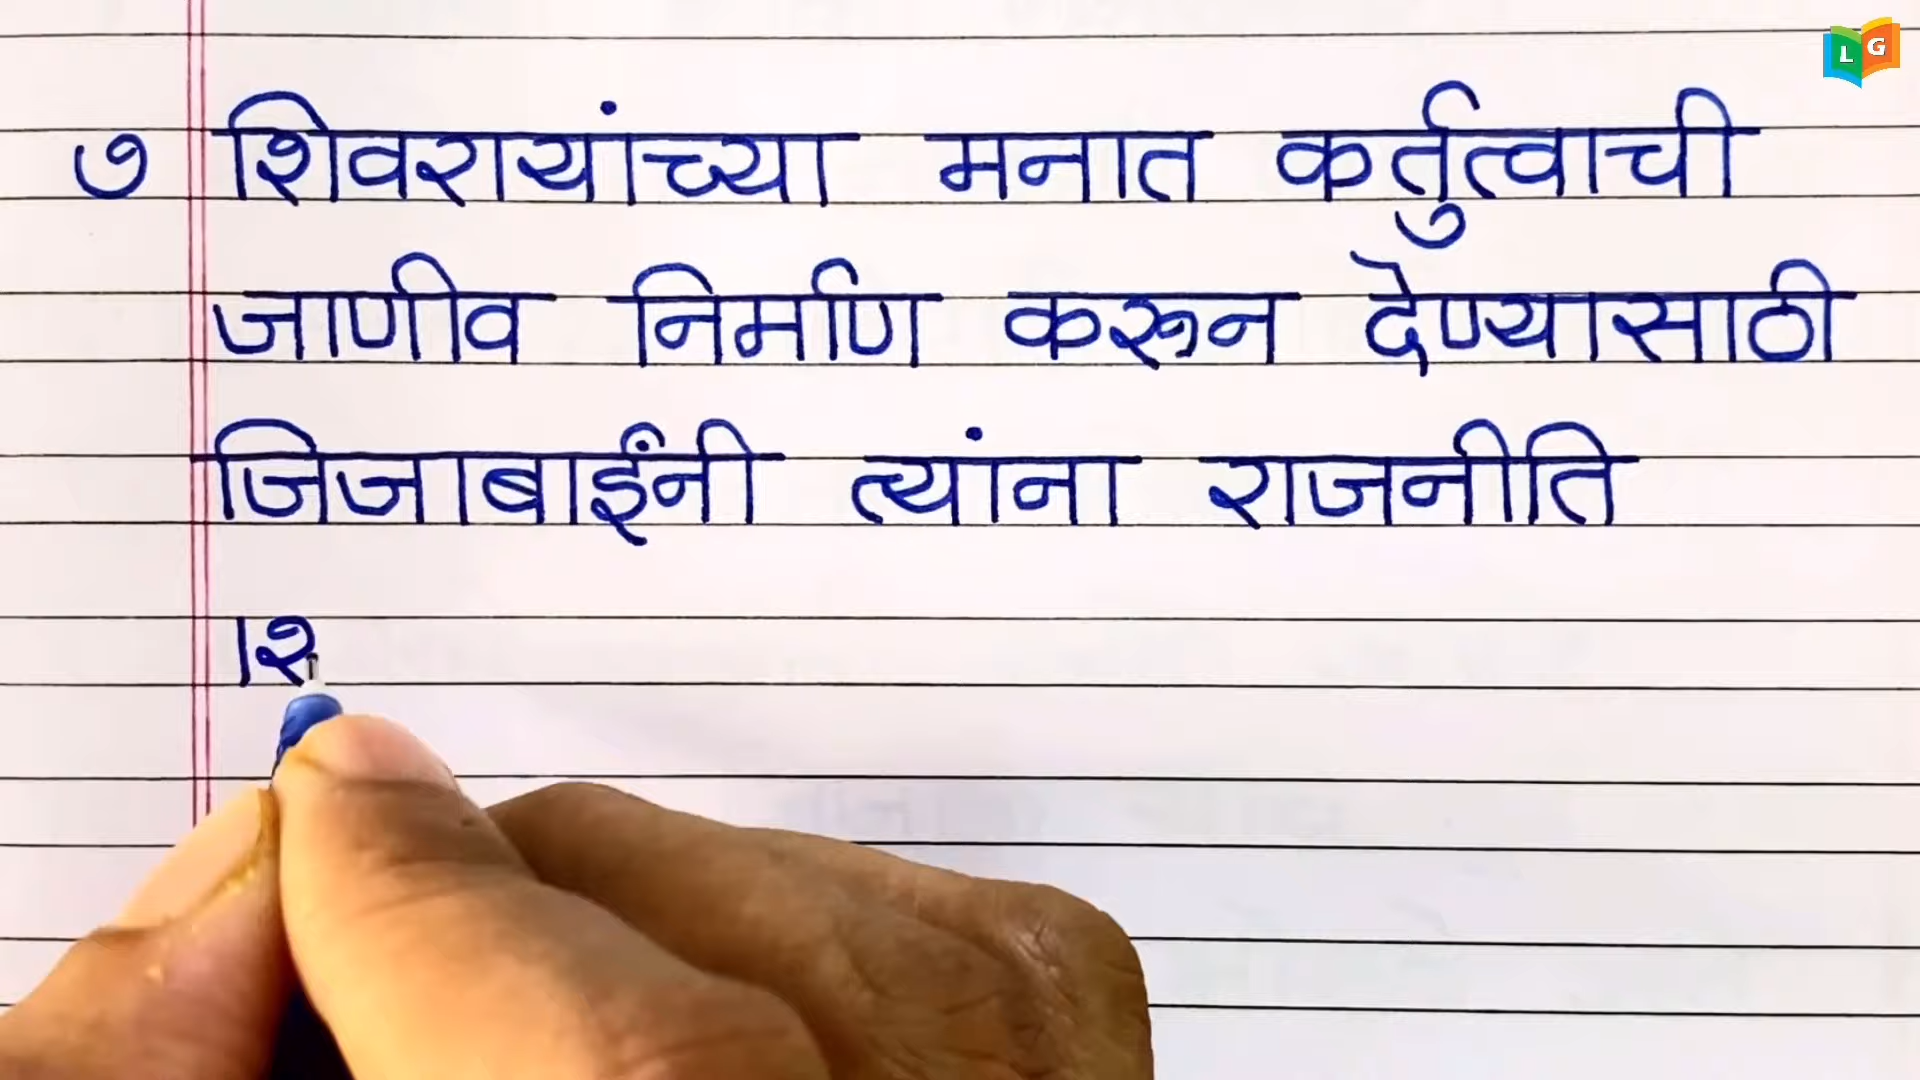 L G
७ शिवरायांच्या मनात कर्तुत्वाची
जाणीव निर्माण करून देण्यासाठी
जिजाबाईंनी त्यांना राजनीति